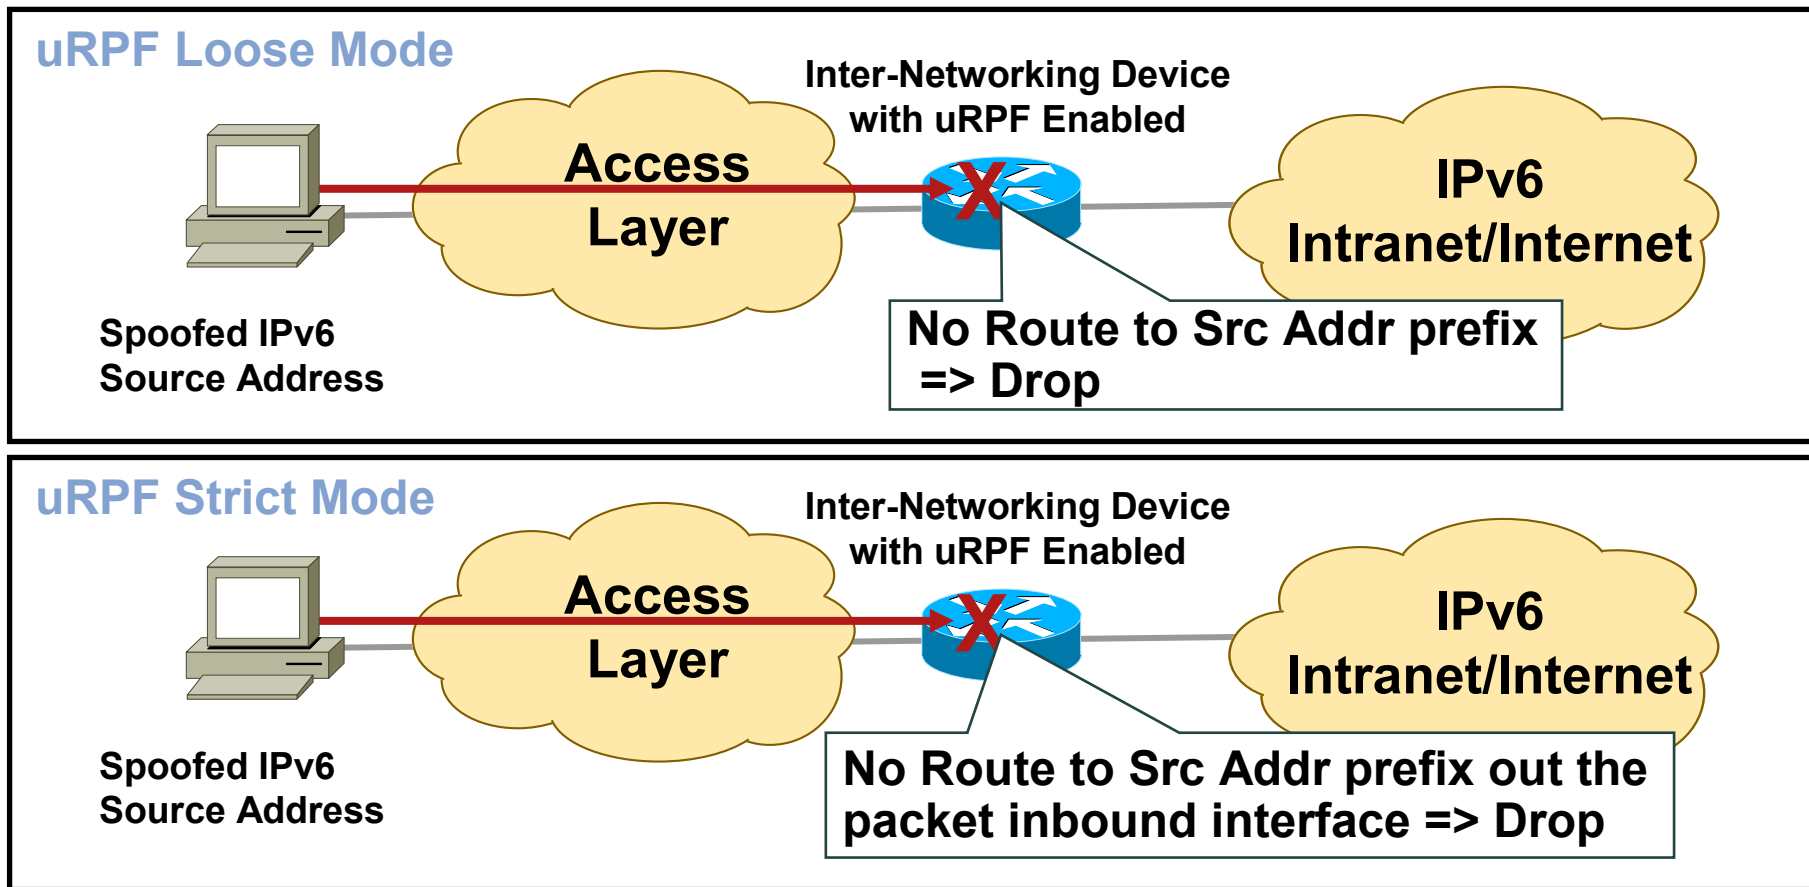 uRPF Loose Mode
Inter-Networking Device
with uRPF Enabled
Access
Layer
X
IPv6
Intranet/Internet
Spoofed IPv6
Source Address
No Route to Src Addr prefix
=> Drop
uRPF Strict Mode
Inter-Networking Device
with uRPF Enabled
Access
Layer
X
IPv6
Intranet/Internet
Spoofed IPv6
Source Address
No Route to Src Addr prefix out the
packet inbound interface => Drop